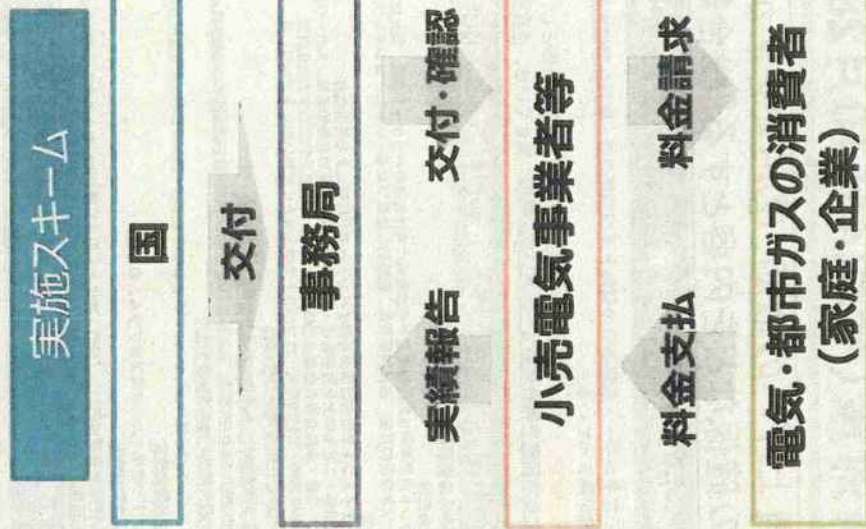 実施スキーム
国
交付
事務局
実績報告
交付・確認
小売電気事業者等
料金支払
料金請求
電気・都市ガスの消費者
(家庭・企業)